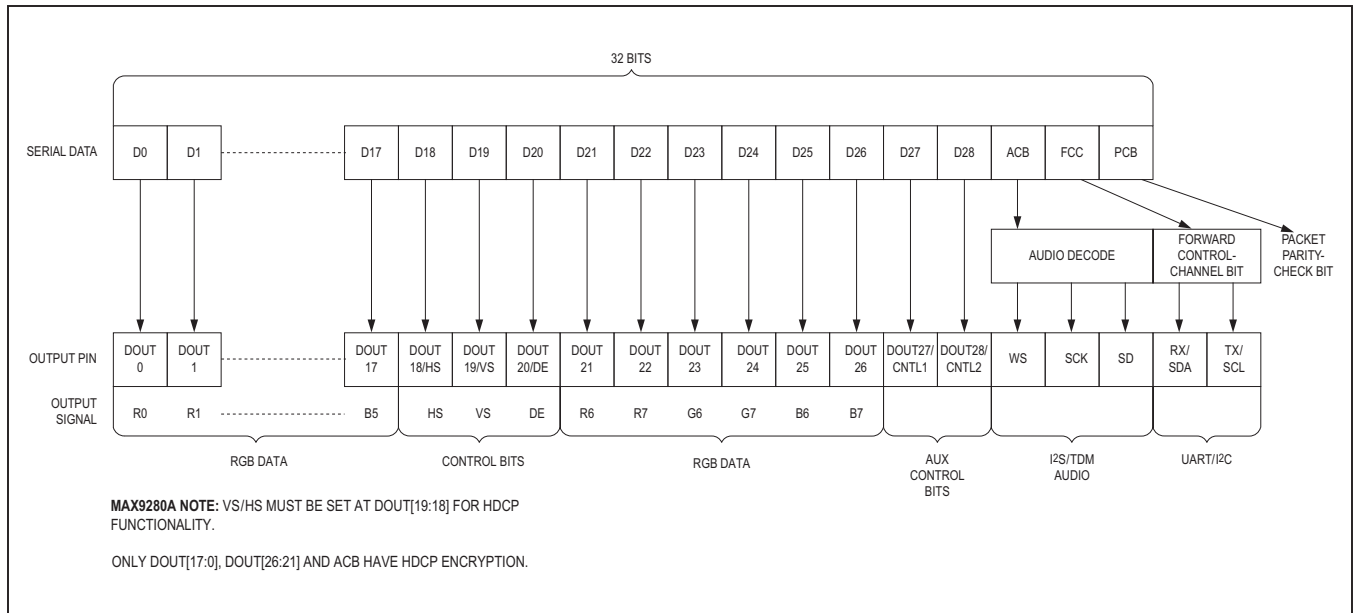 32 BITS
SERIAL DATA D0 D1 D17 D18 D19 D20 D21 D22 D23 D24 D25 D26 D27 D28 ACB FCC PCB
AUDIO DECODE
FORWARD
CONTROL-
CHANNEL BIT
PACKET
PARITY-
CHECK BIT
OUTPUT PIN
DOUT
0
DOUT
1
DOUT
17
DOUT
18/HS
DOUT
19/VS
DOUT
20/DE
DOUT
21
DOUT
22
DOUT
23
DOUT
24
DOUT
25
DOUT
26
DOUT27/
CNTL1
DOUT28/
CNTL2
WS
SCK
SD
RX/
SDA
TX/
SCL
OUTPUT
SIGNAL
R0 R1 B5 HS VS DE R6 R7 G6 G7 B6 B7
RGB DATA
CONTROL BITS
RGB DATA
AUX
CONTROL
BITS
I2S/TDM
AUDIO
UART/I2C
MAX9280A NOTE: VS/HS MUST BE SET AT DOUT[19:18] FOR HDCP
FUNCTIONALITY.
ONLY DOUT[17:0], DOUT[26:21] AND ACB HAVE HDCP ENCRYPTION.